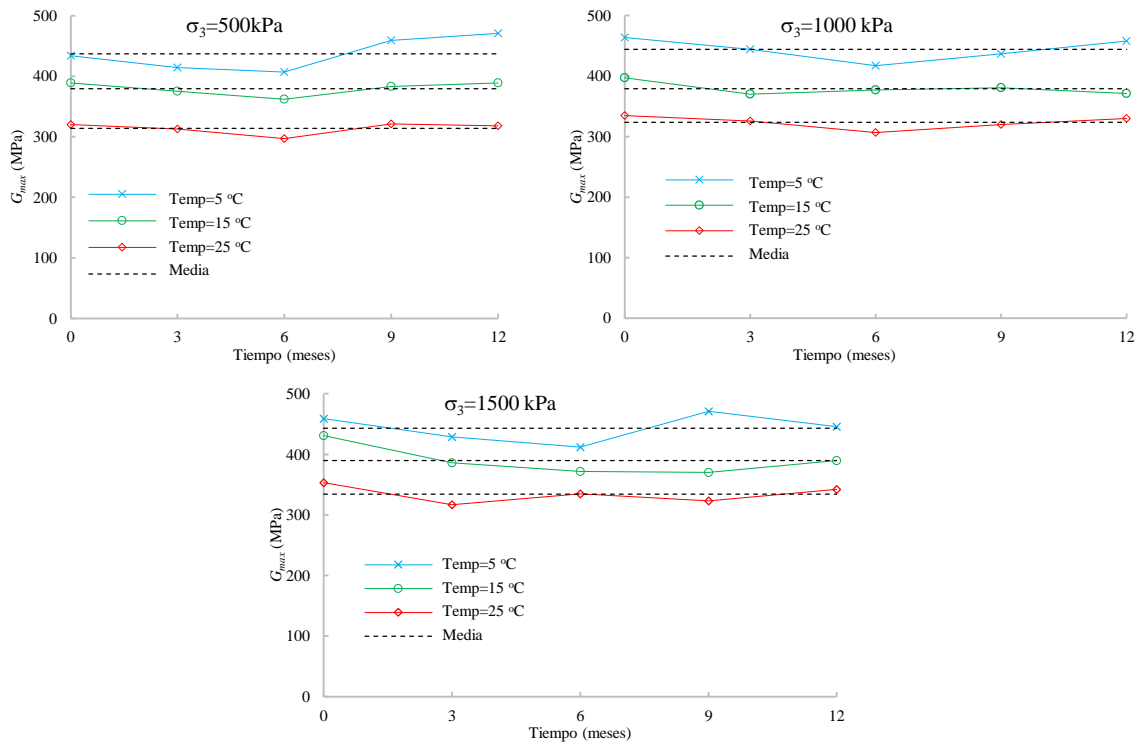 σ3=500kPa
500
400
300
200
100
0
Gmax (MPa)
Temp=5 ºC
Temp=15 ºC
Temp=25 ºC
Media
0 3 6 9 12
Tiempo (meses)
σ3=1000 kPa
500
400
300
200
100
0
Gmax (MPa)
Temp=5 ºC
Temp=15 ºC
Temp=25 ºC
Media
0 3 6 9 12
Tiempo (meses)
σ3=1500 kPa
500
400
300
200
100
0
Gmax (MPa)
Temp=5 ºC
Temp=15 ºC
Temp=25 ºC
Media
0 3 6 9 12
Tiempo (meses)